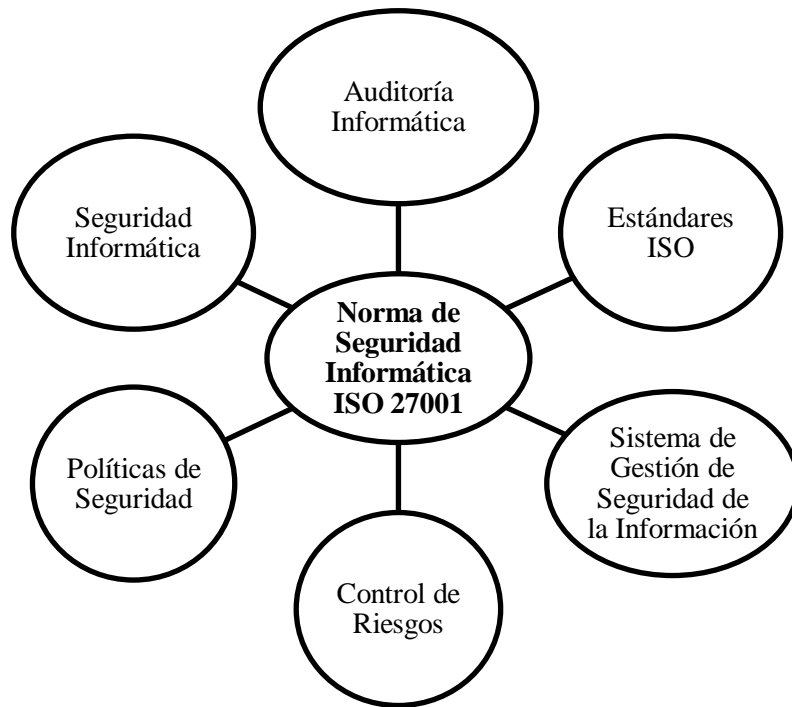 Auditoría
Informática
Seguridad
Informática
Estándares
ISO
Norma de
Seguridad
Informática
ISO 27001
Políticas de
Seguridad
Sistema de
Gestión de
Seguridad de
la Información
Control de
Riesgos